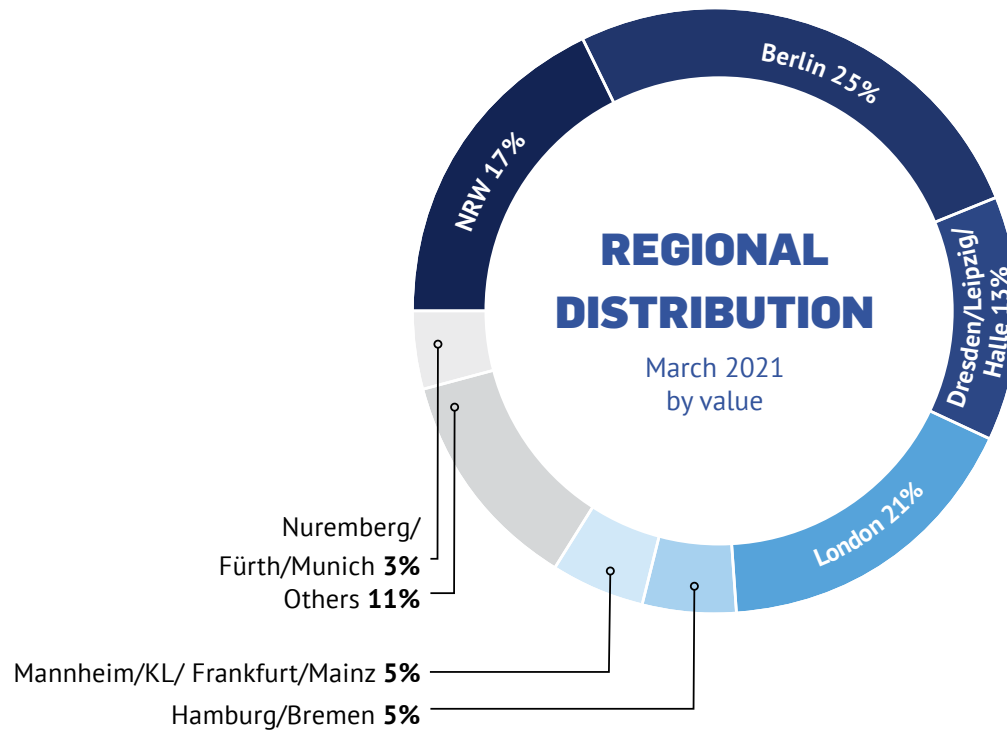 Berlin 25%
NRW 17%
Dresden/Leipzig/
Halle 13%
REGIONAL
DISTRIBUTION
March 2021
by value
London 21%
Nuremberg/
Fürth/Munich 3%
Others 11%
Mannheim/KL/ Frankfurt/Mainz 5%
Hamburg/Bremen 5%